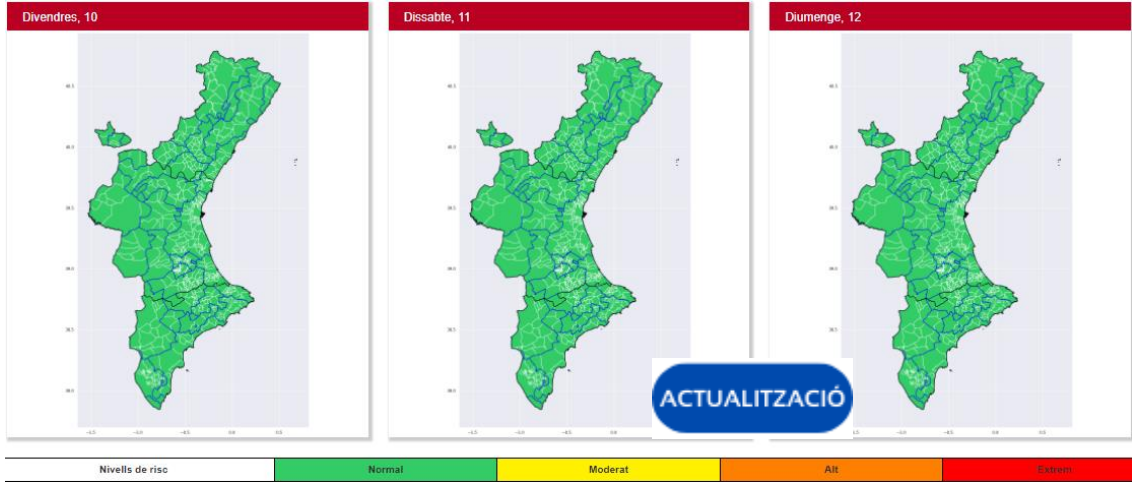 Divendres, 10
Dissabte, 11
Diumenge, 12
ACTUALITZACIÓ
Nivells de risc
Normal
Moderat
Alt
Extrem